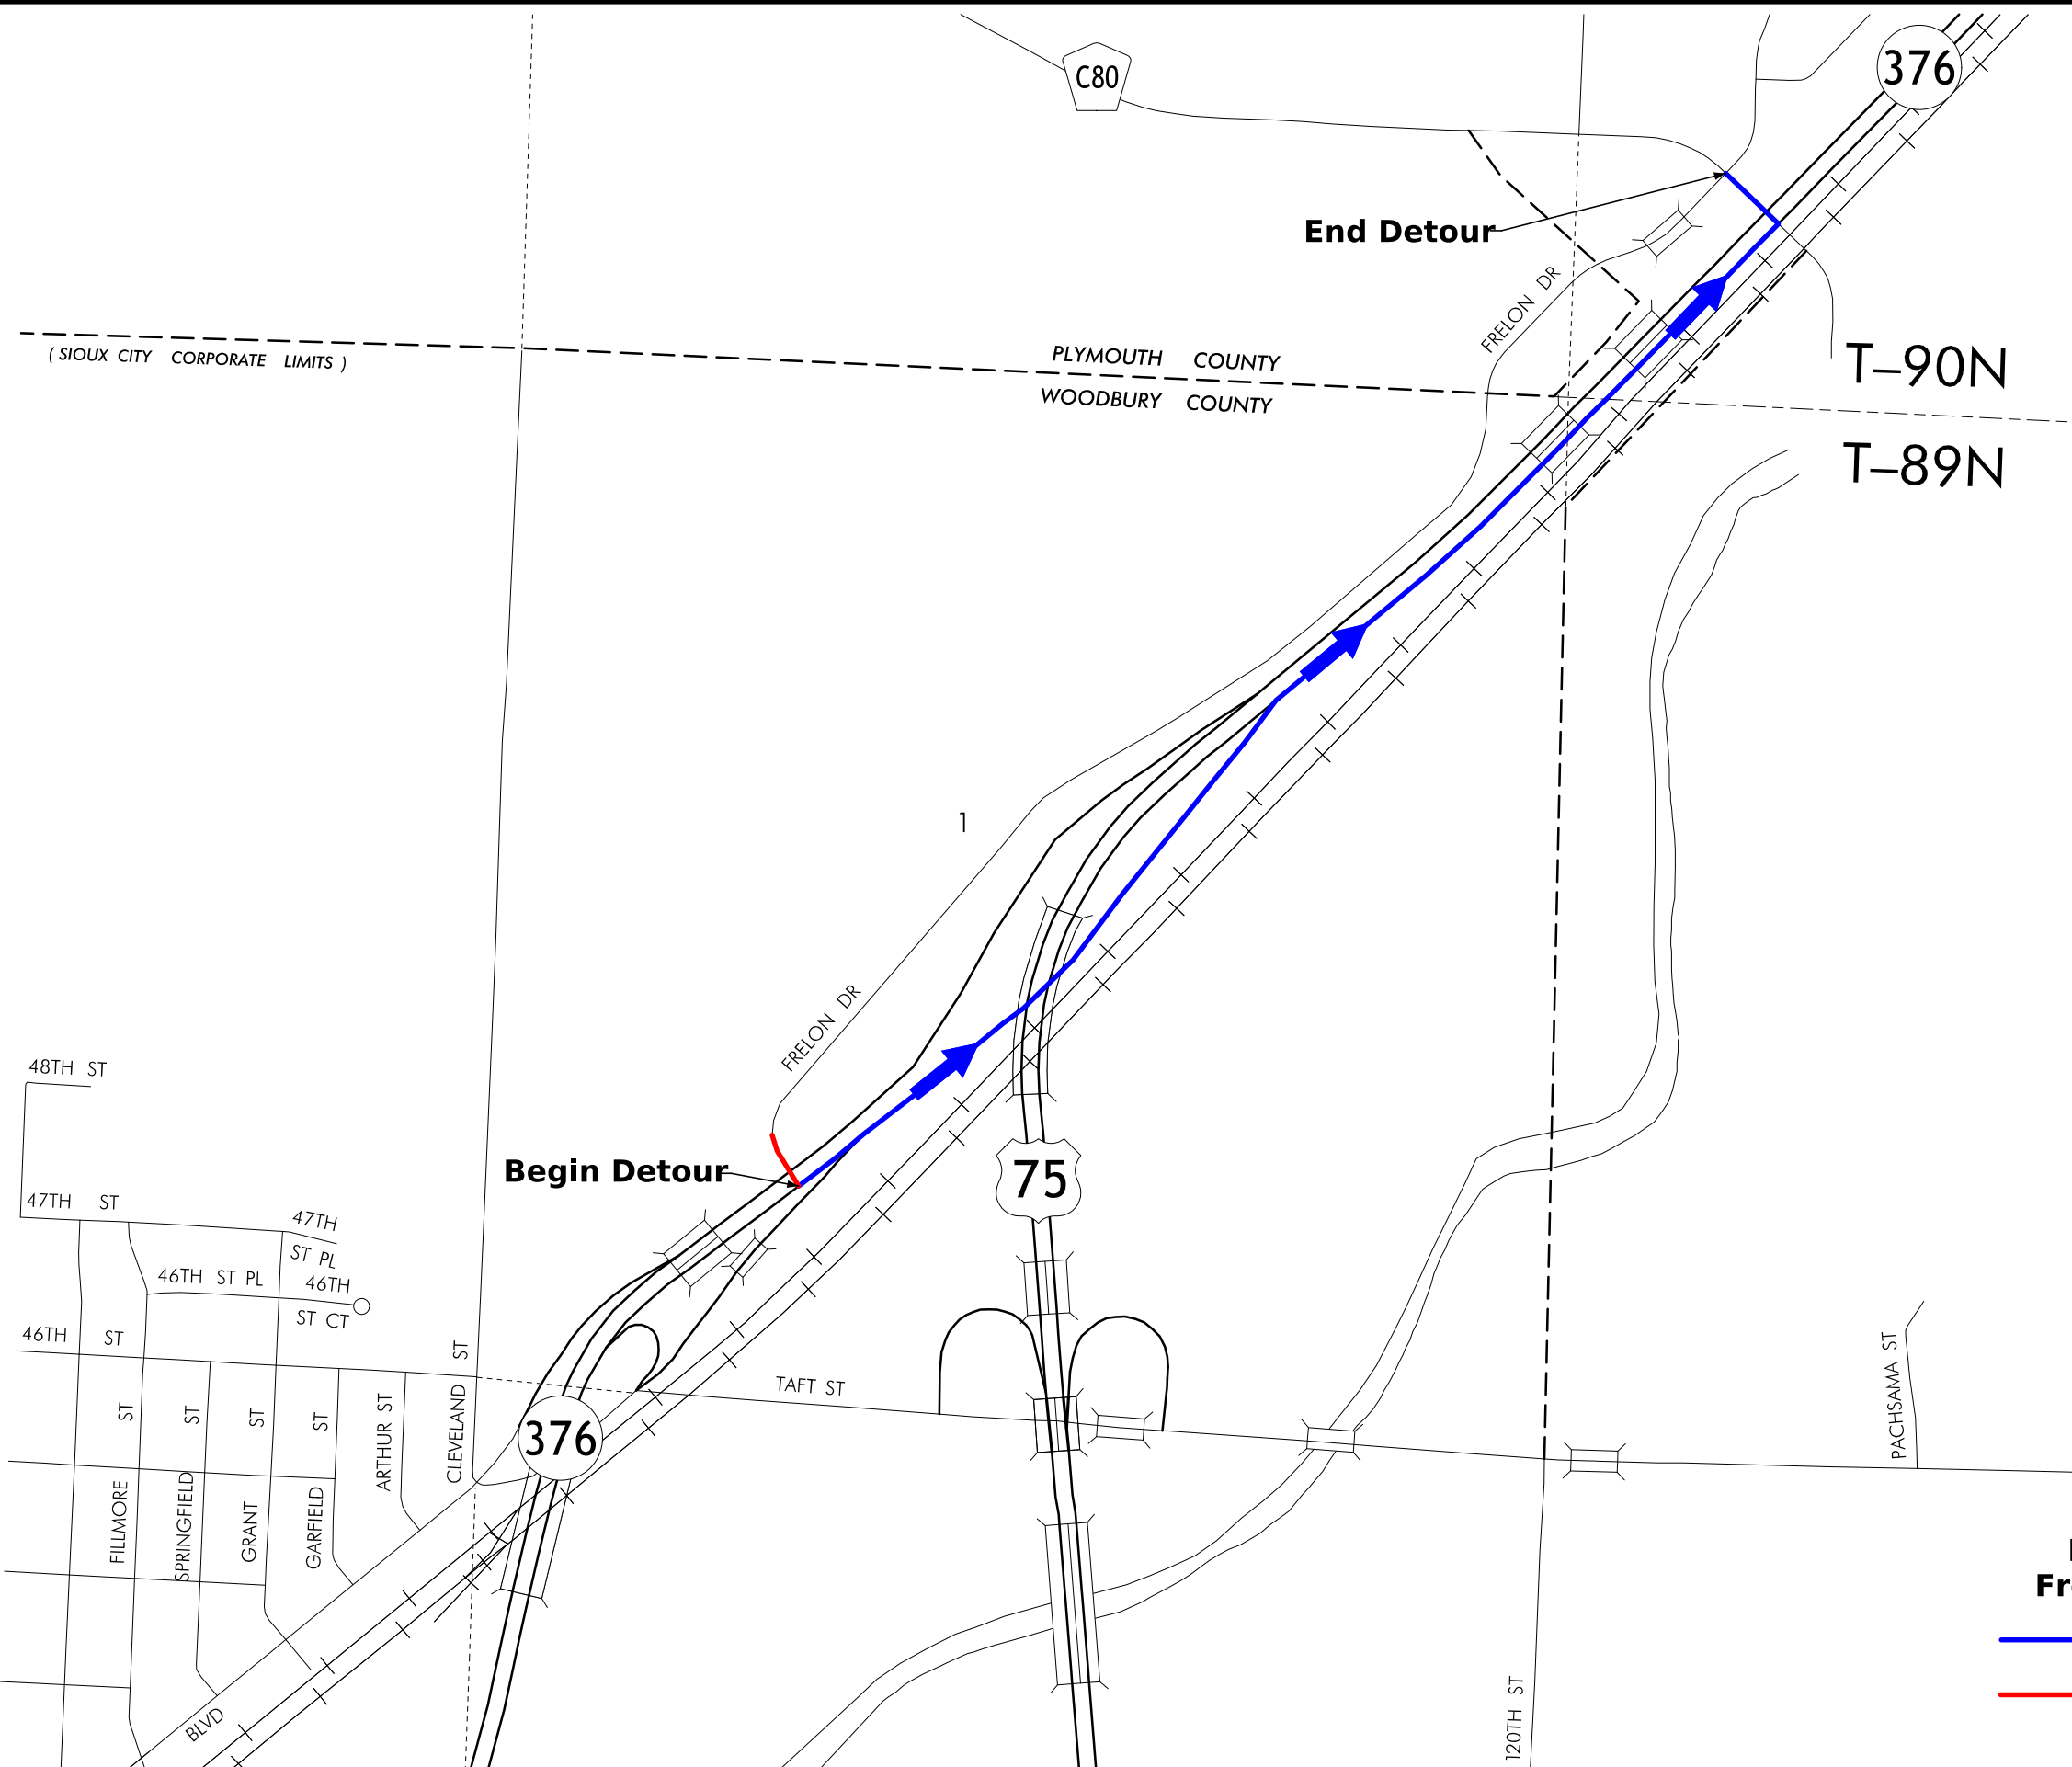 376
C80
End Detour
FRELON DR
( SIOUX CITY CORPORATE LIMITS )
PLYMOUTH COUNTY
WOODBURY COUNTY
T–90N
T–89N
1
FRELON DR
48TH ST
Begin Detour
75
47TH ST
47TH
ST PL
46TH ST PL
46TH
ST CT
46TH ST
TAFT ST
376
FILLMORE ST
SPRINGFIELD ST
GRANT ST
GARFIELD ST
ARTHUR ST
CLEVELAND ST
PACHSAMA ST
120TH ST
BLVD